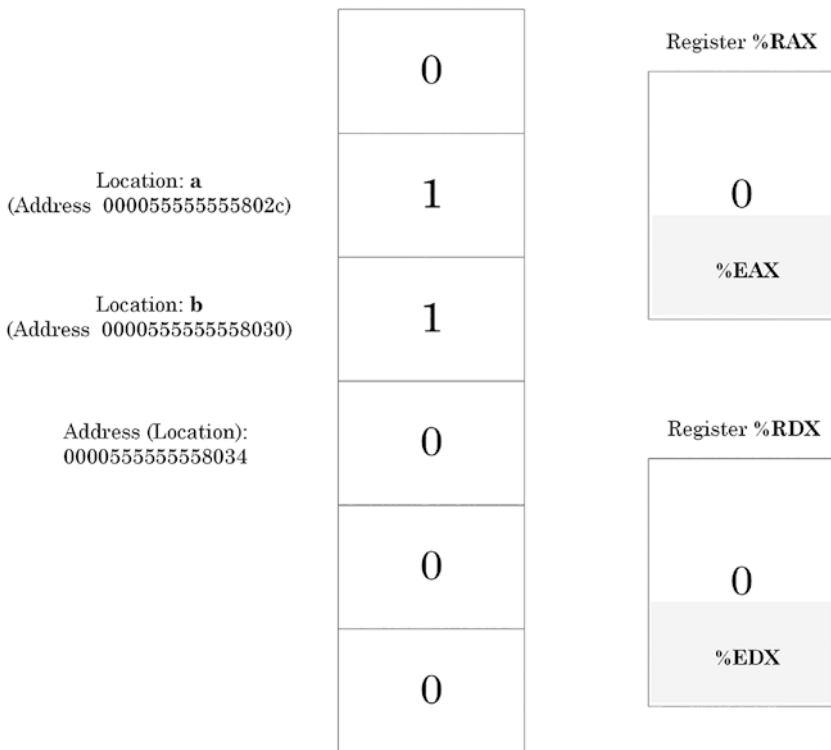 0
Register %RAX
Location: a
(Address 000055555555802c)
1
0
%EAX
Location: b
(Address 0000555555558030)
1
Address (Location):
0000555555558034
0
Register %RDX
0
0
%EDX
0